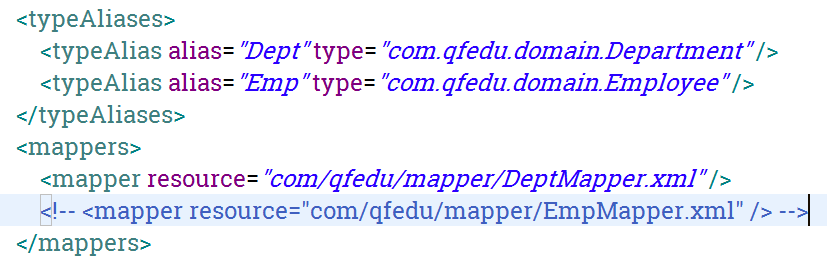 <typeAliases>
<typeAlias alias="Dept" type="com.qfedu.domain.Department"/>
<typeAlias alias="Emp" type="com.qfedu.domain.Employee"/>
</typeAliases>
<mappers>
<mapper resource="com/qfedu/mapper/DeptMapper.xml"/>
<!-- <mapper resource="com/qfedu/mapper/EmpMapper.xml" /> -->
</mappers>